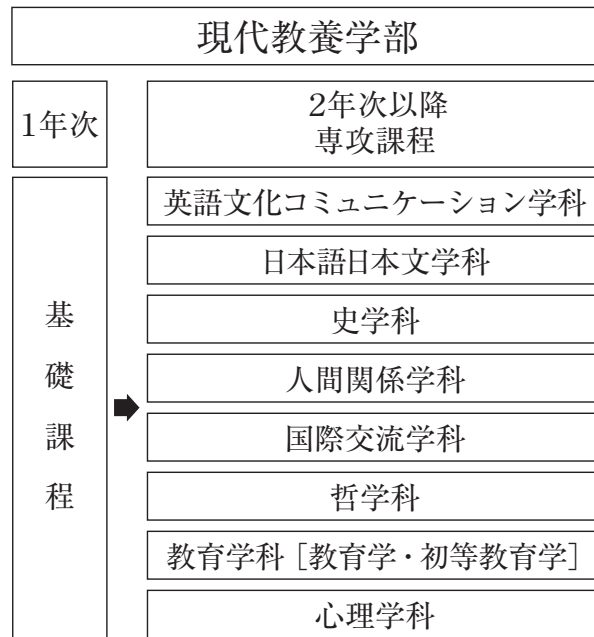 現代教養学部
1年次
2年次以降
専攻課程
基礎課程
英語文化コミュニケーション学科
日本語日本文学科
史学科
人間関係学科
国際交流学科
哲学科
教育学科［教育学・初等教育学］
心理学科